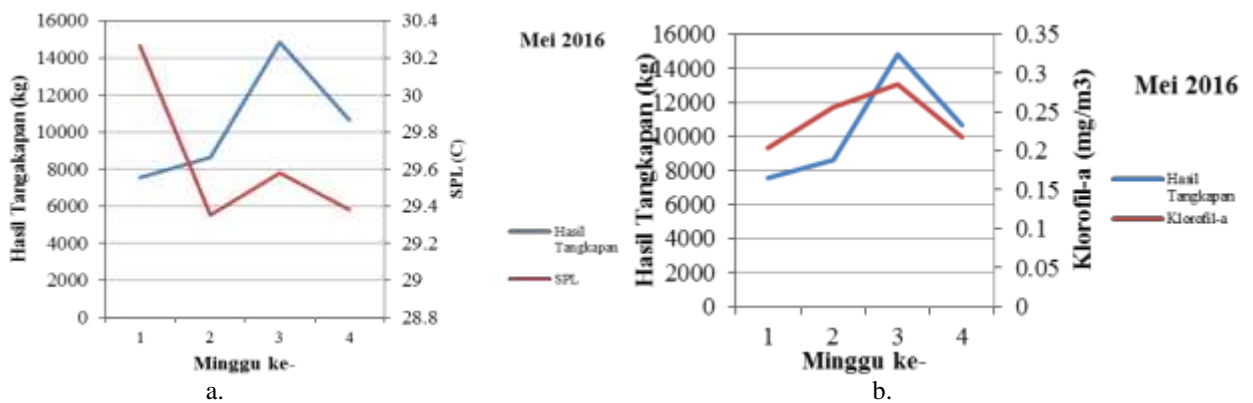 Mei 2016
Hasil Tangakapan (kg)
16000
14000
12000
10000
8000
6000
4000
2000
0
30.4
30.2
30
29.8
29.6
29.4
29.2
29
28.8
SPL (C)
1 2 3 4
Minggu ke-
Hasil
Tangkapan
SPL
a.
Mei 2016
Hasil Tangkapan (kg)
16000
14000
12000
10000
8000
6000
4000
2000
0
0.35
0.3
0.25
0.2
0.15
0.1
0.05
0
Klorofil-a (mg/m3)
1 2 3 4
Minggu ke-
Hasil
Tangkapan
Klorofil-a
b.